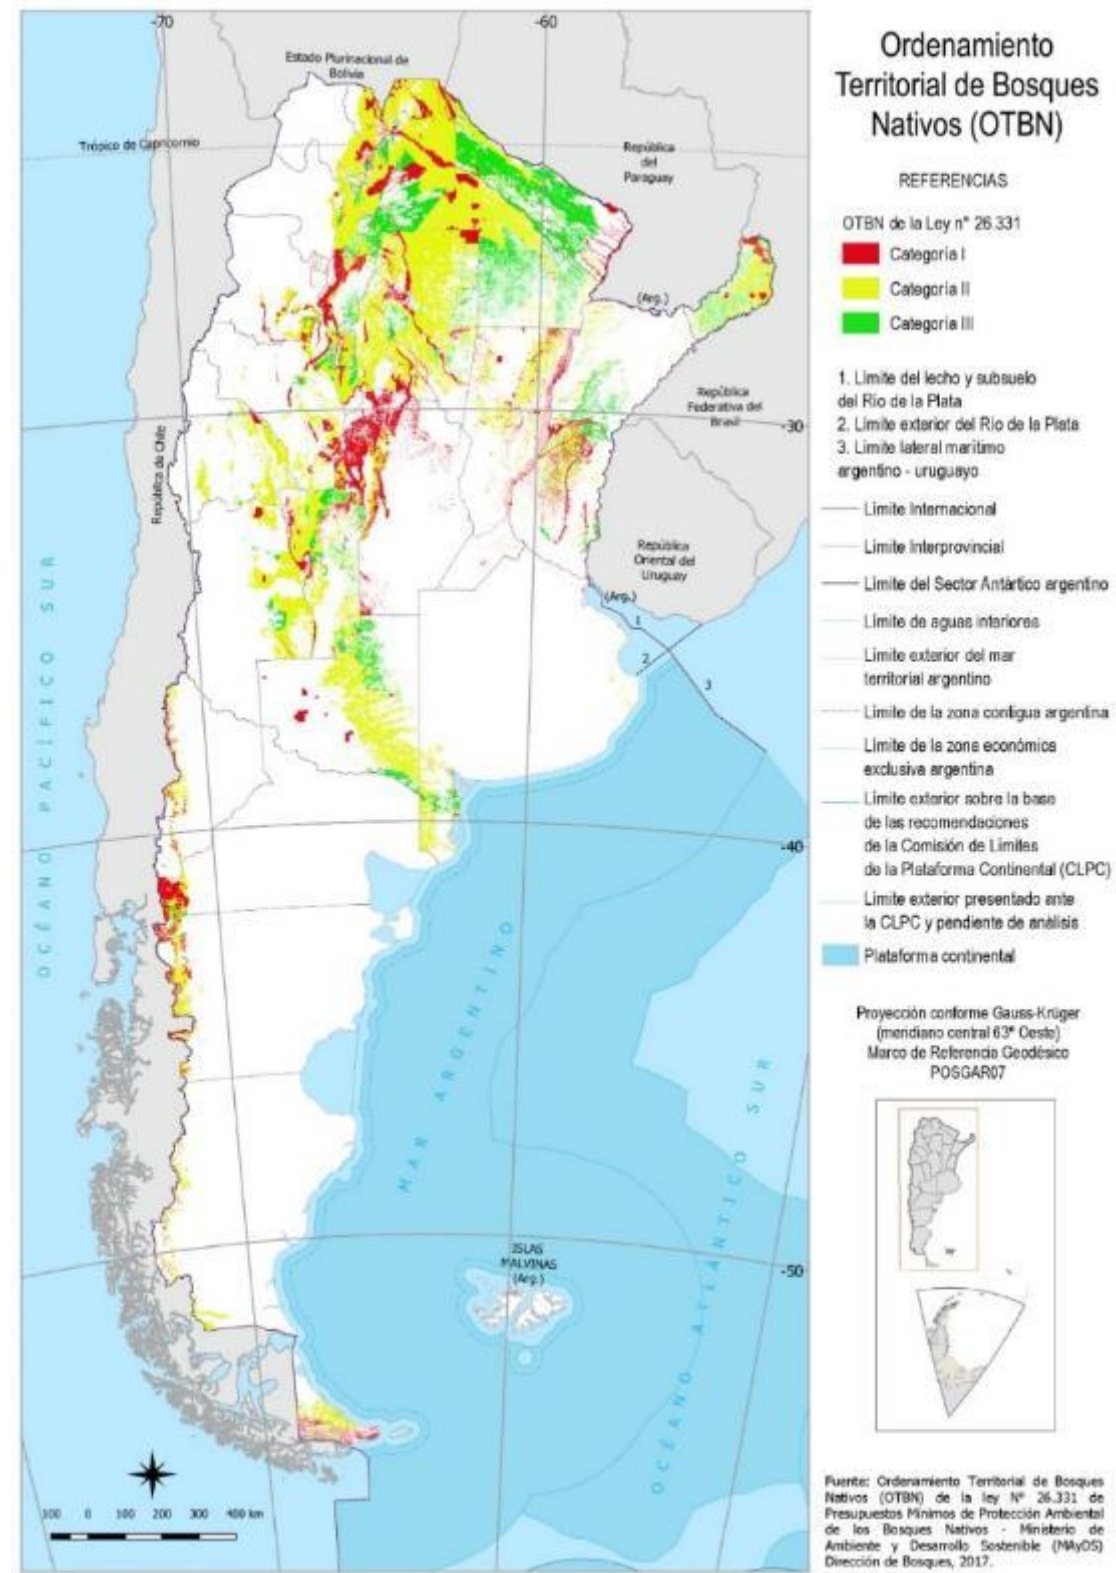 -70
-60
Estado Plurinacional de
Bolivia
Trópico de Capricornio
República
del
Paraguay
(Arg.)
República
Federativa del
Brasil
-30
República de Chile
República
Oriental del
Uruguay
(Arg.)
1
2
3
OCÉANO PACÍFICO SUR
-40
MAR ARGENTINO
OCÉANO ATLÁNTICO SUR
ISLAS
MALVINAS
(Arg.)
-50
100 0 100 200 300 400 km
Ordenamiento
Territorial de Bosques
Nativos (OTBN)
REFERENCIAS
OTBN de la Ley n° 26.331
Categoría I
Categoría II
Categoría III
1. Límite del lecho y subsuelo
del Río de la Plata
2. Límite exterior del Río de la Plata
3. Límite lateral marítimo
argentino - uruguayo
Límite Internacional
Límite Interprovincial
Límite del Sector Antártico argentino
Límite de aguas interiores
Límite exterior del mar
territorial argentino
Límite de la zona contigua argentina
Límite de la zona económica
exclusiva argentina
Límite exterior sobre la base
de las recomendaciones
de la Comisión de Límites
de la Plataforma Continental (CLPC)
Límite exterior presentado ante
la CLPC y pendiente de análisis
Plataforma continental
Proyección conforme Gauss-Krüger
(meridiano central 63° Oeste)
Marco de Referencia Geodésico
POSGAR07
Fuente: Ordenamiento Territorial de Bosques
Nativos (OTBN) de la ley N° 26.331 de
Presupuestos Mínimos de Protección Ambiental
de los Bosques Nativos - Ministerio de
Ambiente y Desarrollo Sostenible (MAyDS)
Dirección de Bosques, 2017.